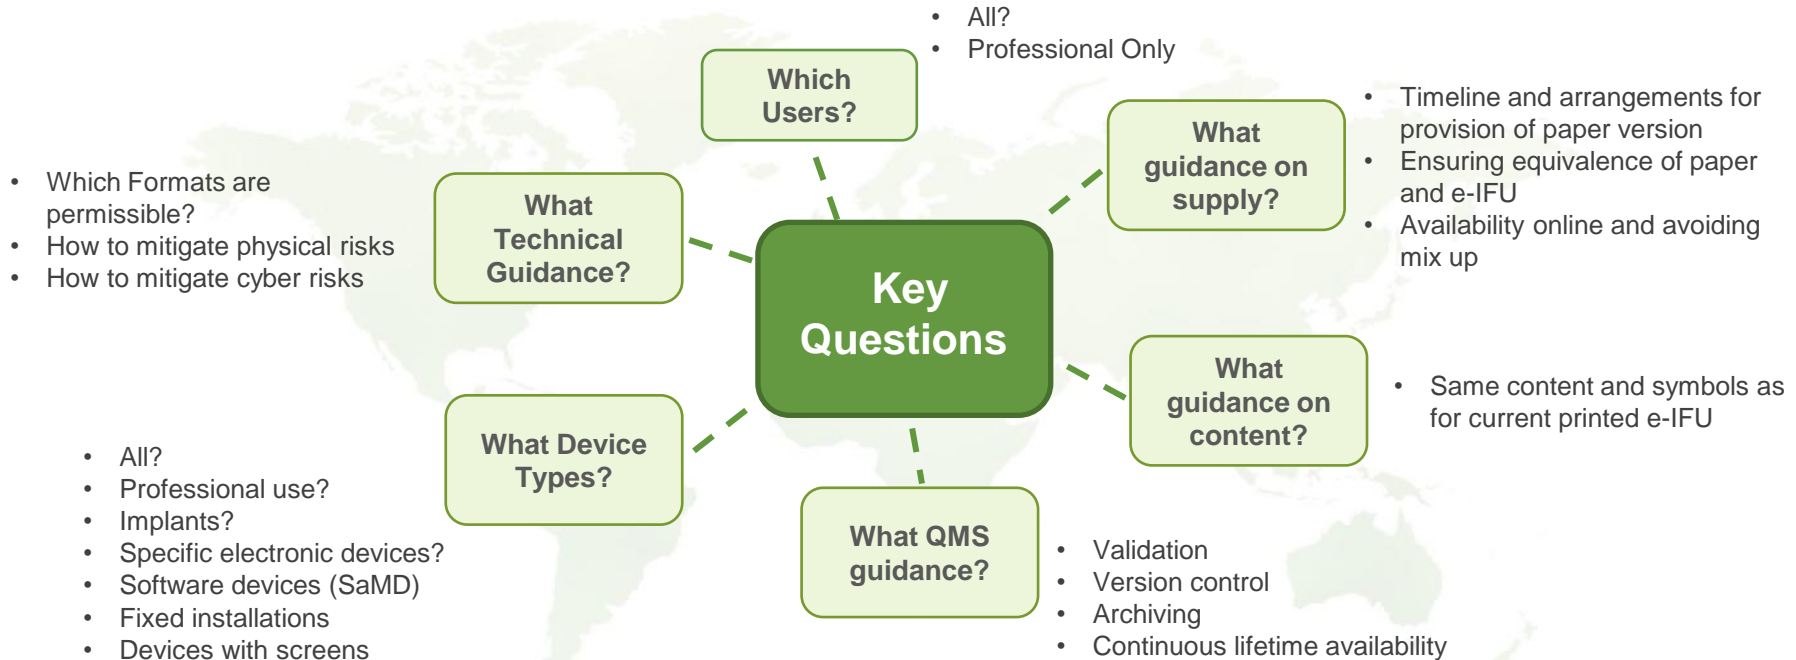 • All?
• Professional Only
Which
Users?
What
guidance on
supply?
• Timeline and arrangements for
provision of paper version
• Ensuring equivalence of paper
and e-IFU
• Availability online and avoiding
mix up
• Which Formats are
permissible?
• How to mitigate physical risks
• How to mitigate cyber risks
What
Technical
Guidance?
Key
Questions
What
guidance on
content?
• Same content and symbols as
for current printed e-IFU
What Device
Types?
• All?
• Professional use?
• Implants?
• Specific electronic devices?
• Software devices (SaMD)
• Fixed installations
• Devices with screens
What QMS
guidance?
• Validation
• Version control
• Archiving
• Continuous lifetime availability